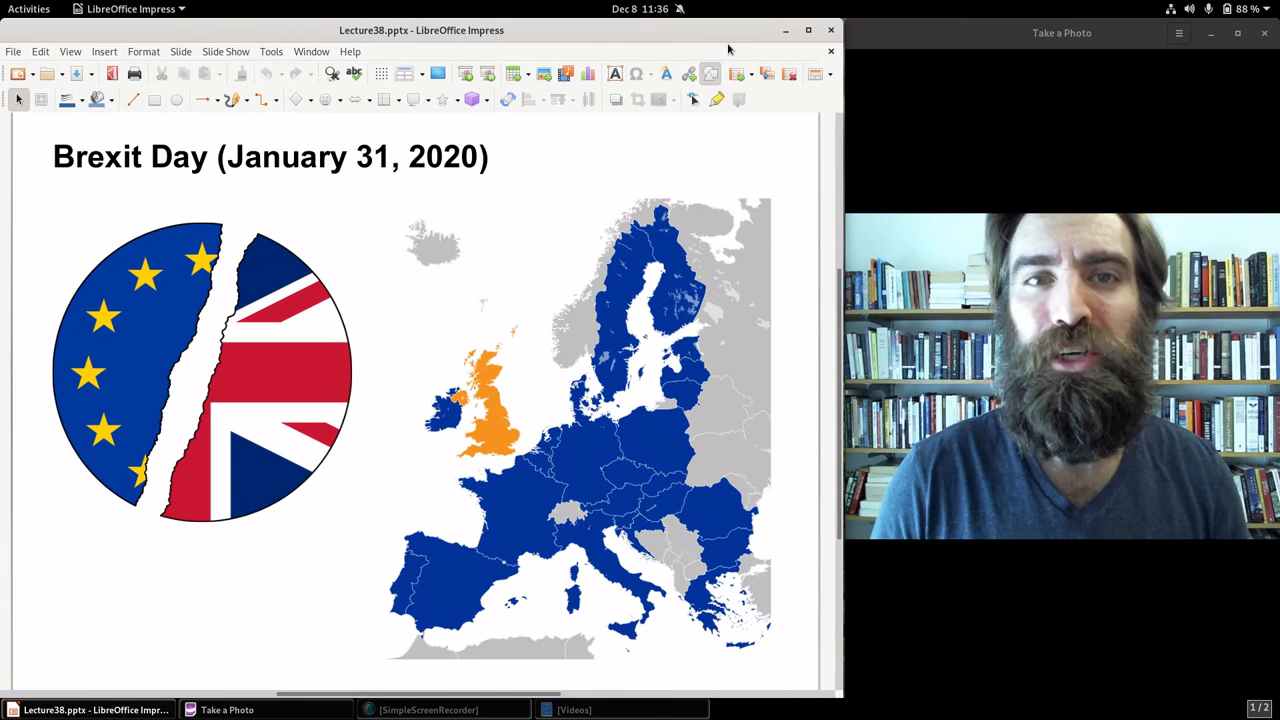 Activities
LibreOffice Impress
Dec 8 11:36
88 %
Lecture38.pptx - LibreOffice Impress
Take a Photo
File Edit View Insert Format Slide Slide Show Tools Window Help
Brexit Day (January 31, 2020)
Lecture38.pptx - LibreOffice Impr...
Take a Photo
[SimpleScreenRecorder]
[Videos]
1 / 2